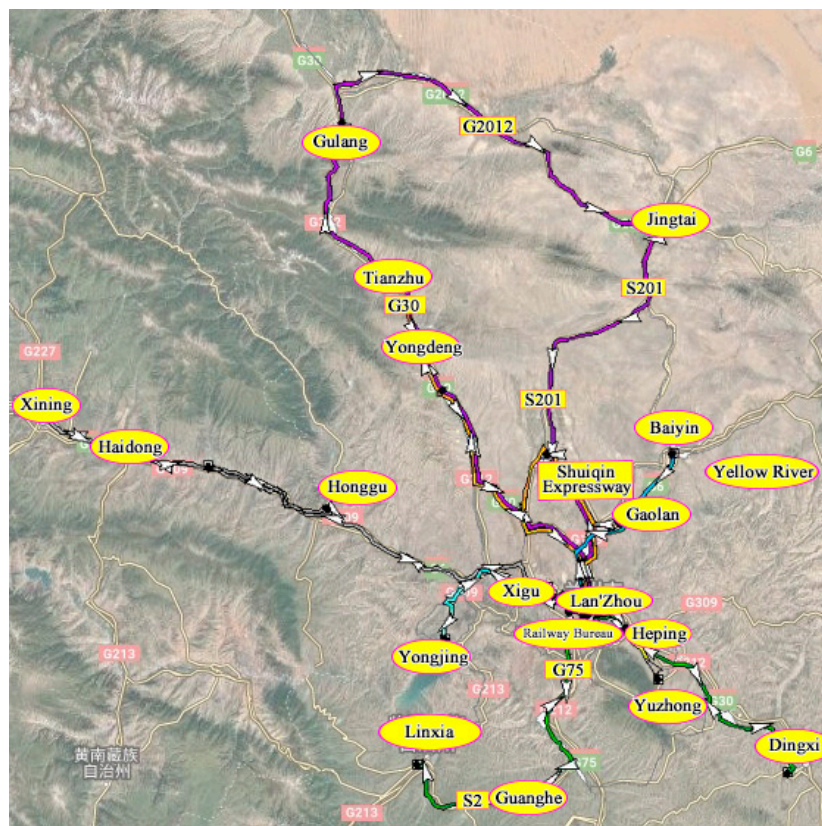 G30
G2012
G2012
Gulang
G6
Jingtai
Tianzhu
G30
S201
Yongdeng
G227
S201
Xining
Baiyin
Haidong
Shuiqin
Expressway
Yellow River
Honggu
Gaolan
Xigu
Lan'Zhou
G309
Railway Bureau
Heping
Yongjing
G75
G213
G213
Yuzhong
G30
Linxia
黄南藏族
自治州
Dingxi
G75
Guanghe
S2
G213